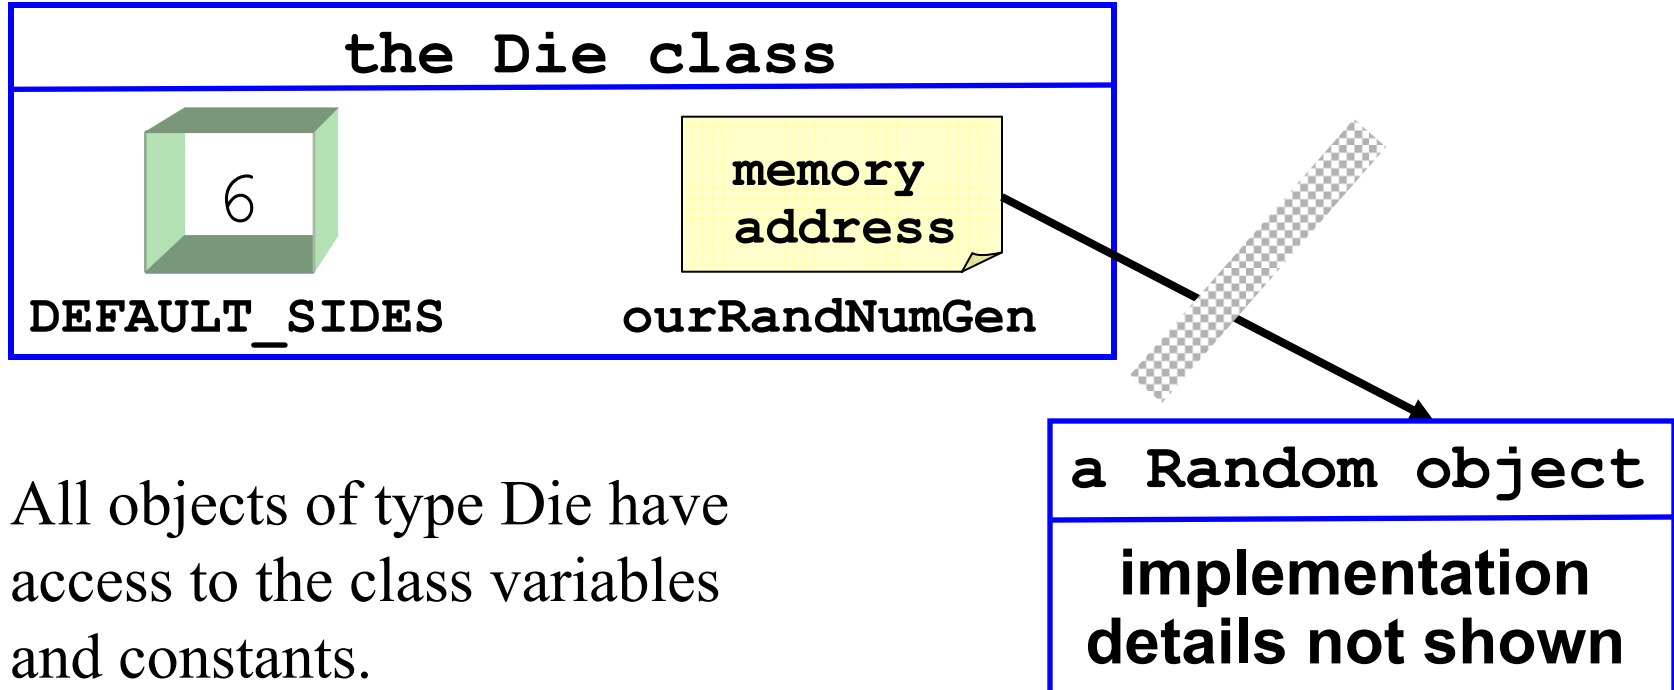 the Die class
6
memory
address
DEFAULT_SIDES
ourRandNumGen
All objects of type Die have
access to the class variables
and constants.
a Random object
implementation
details not shown